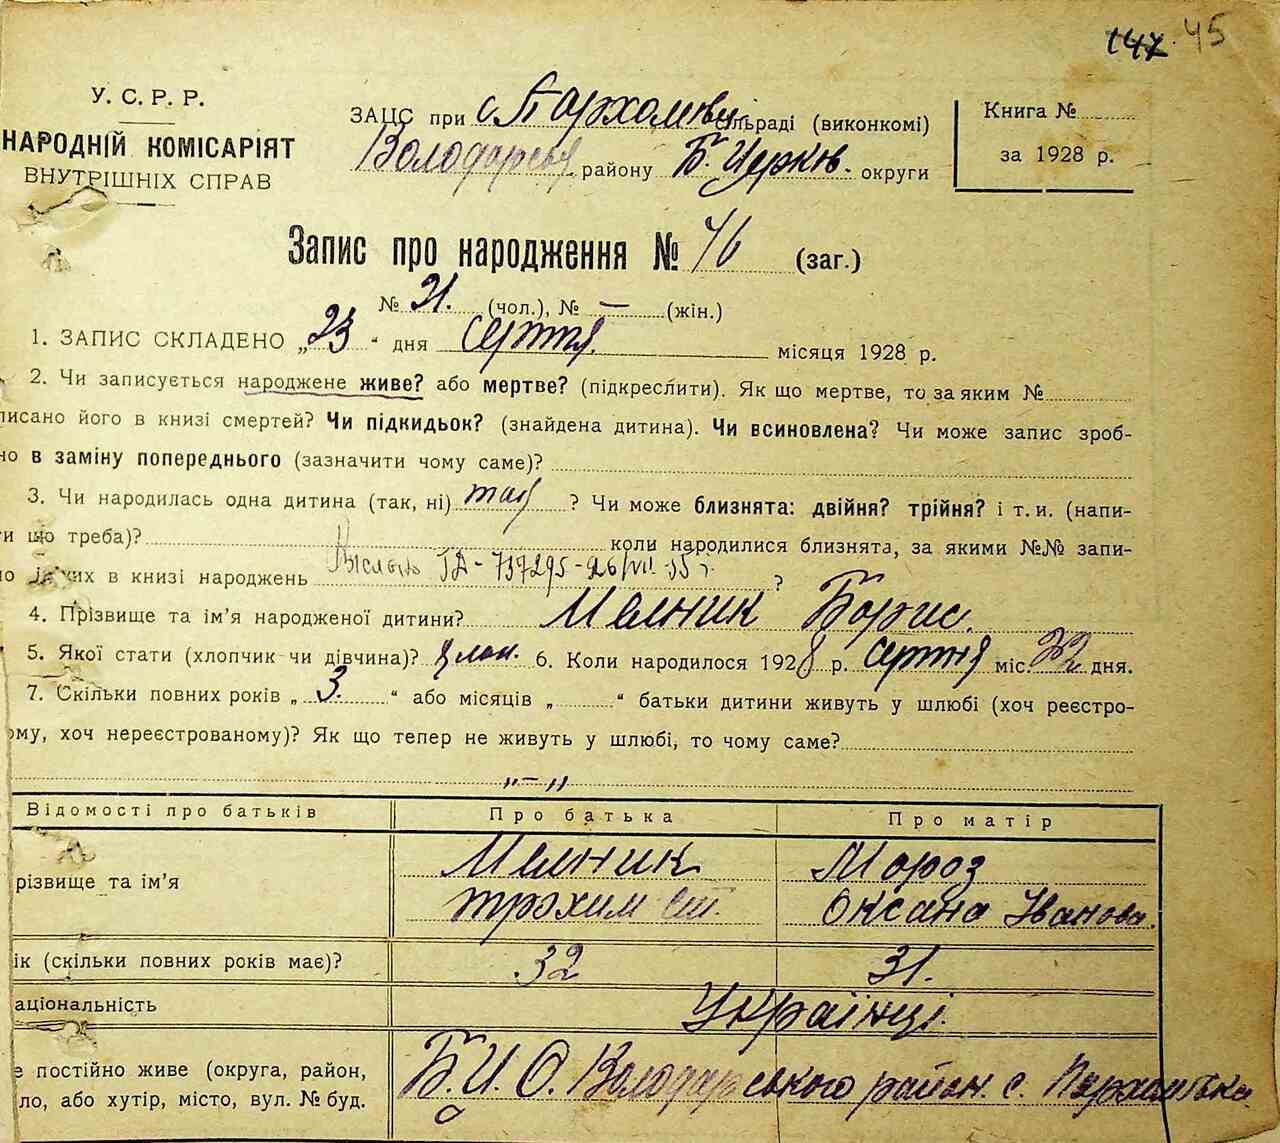 147 45
У. С. Р. Р.
НАРОДНІЙ КОМІСАРІЯТ
ВНУТРІШНІХ СПРАВ
ЗАЦС при с. Пархомівці сільраді (виконкомі)
Володарськ району Б. Церков. округи
Книга №
за 1928 р.
Запис про народження № 46 (заг.)
№ 21. (чол.), № — (жін.)
1. ЗАПИС СКЛАДЕНО „23" дня серпня. місяця 1928 р.
2. Чи записується народжене живе? або мертве? (підкреслити). Як що мертве, то за яким №
писано його в книзі смертей? Чи підкидьок? (знайдена дитина). Чи всиновлена? Чи може запис зроб-
но в заміну попереднього (зазначити чому саме)?
3. Чи народилась одна дитина (так, ні) так ? Чи може близнята: двійня? трійня? і т. и. (напи-
и що треба)? коли народилися близнята, за якими №№ запи-
о їх в книзі народжень 737295 - 26/VII 55 г. ?
4. Прізвище та ім'я народженої дитини? Мельник Борис.
5. Якої статі (хлопчик чи дівчина)? хлоп. 6. Коли народилося 1928 р. серпня міс. 22 дня.
7. Скільки повних років „3." або місяців „ " батьки дитини живуть у шлюбі (хоч реєстро-
ому, хоч нереєстрованому)? Як що тепер не живуть у шлюбі, то чому саме?
„—"
Відомості про батьків Про батька Про матір
різвище та ім'я Мельник Мороз
Трохим Оксана Іванова.
ік (скільки повних років має)? 32 31.
аціональність Українці.
е постійно живе (округа, район,
ло, або хутір, місто, вул. № буд. Б.Ц.О. Володарського район. с. Пархомівка